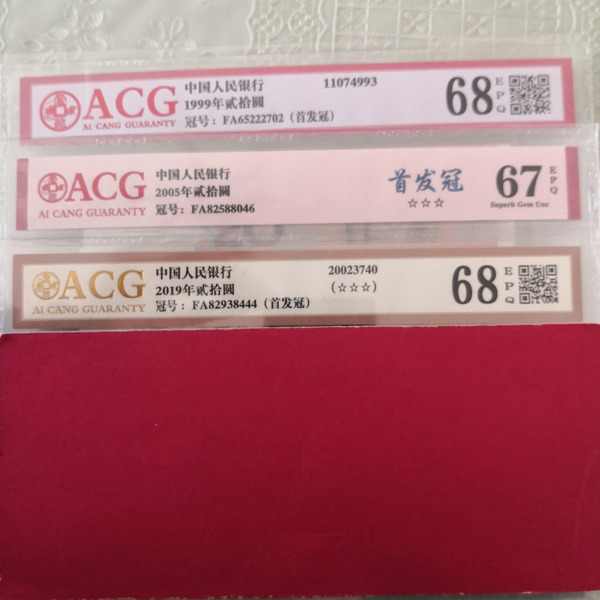 ACG
AI CANG GUARANTY
中国人民银行
1999年贰拾圆
冠号：FA65222702（首发冠）
11074993
68
EPQ
ACG
AI CANG GUARANTY
中国人民银行
2005年贰拾圆
冠号：FA82588046
首发冠
☆☆☆
67
EPQ
Superb Gem Unc
ACG
AI CANG GUARANTY
中国人民银行
2019年贰拾圆
冠号：FA82938444（首发冠）
20023740
(☆☆☆)
68
EPQ